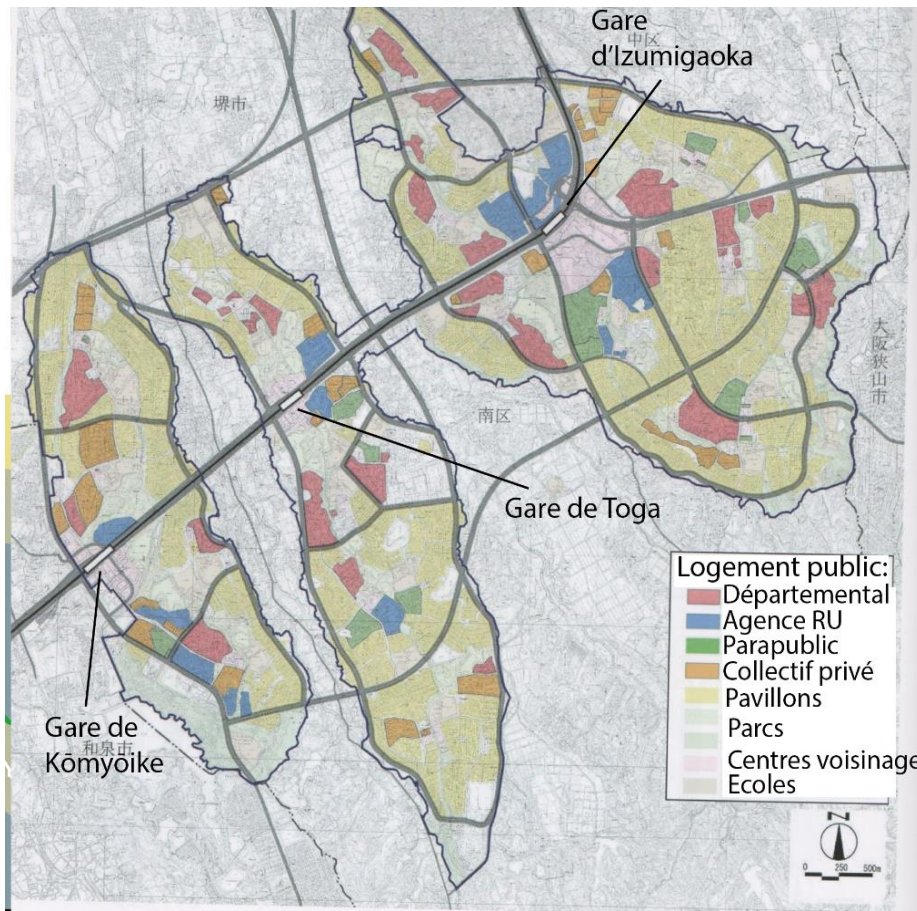 Gare
d'Izumigaoka
中区
堺市
大阪狭山市
南区
Gare de Toga
Logement public:
Départemental
Agence RU
Parapublic
Collectif privé
Pavillons
Parcs
Centres voisinage
Ecoles
Gare de
Kōmyōike
和泉市
N
0 250 500m